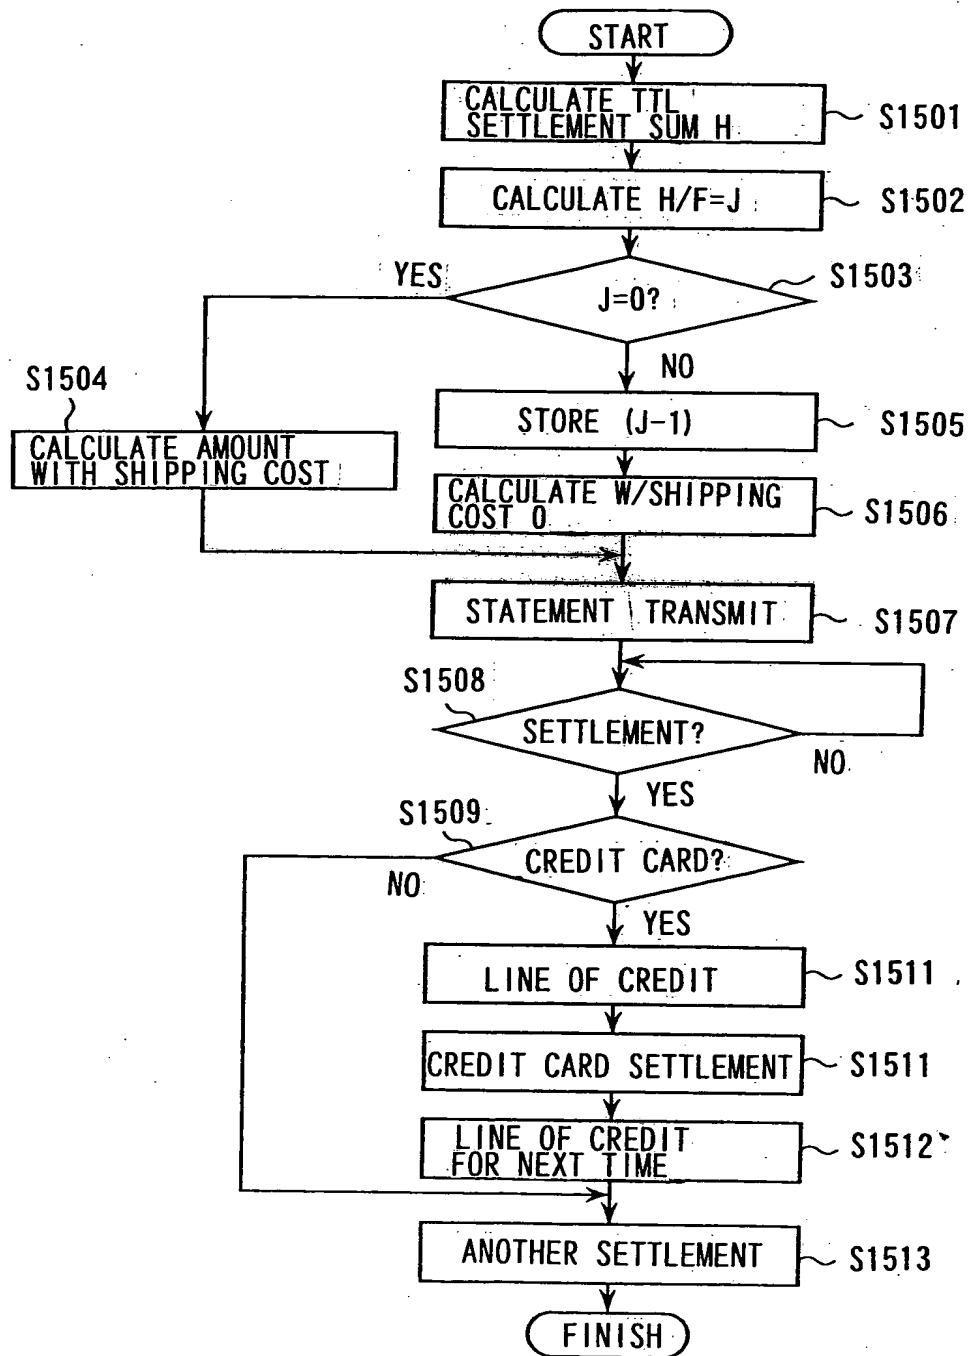 START
CALCULATE TTL
SETTLEMENT SUM H
S1501
CALCULATE H/F=J
S1502
YES
J=0?
S1503
NO
S1504
CALCULATE AMOUNT
WITH SHIPPING COST
STORE (J-1)
S1505
CALCULATE W/SHIPPING
COST 0
S1506
STATEMENT TRANSMIT
S1507
S1508
SETTLEMENT?
NO
YES
S1509
CREDIT CARD?
NO
YES
LINE OF CREDIT
S1511
CREDIT CARD SETTLEMENT
S1511
LINE OF CREDIT
FOR NEXT TIME
S1512
ANOTHER SETTLEMENT
S1513
FINISH